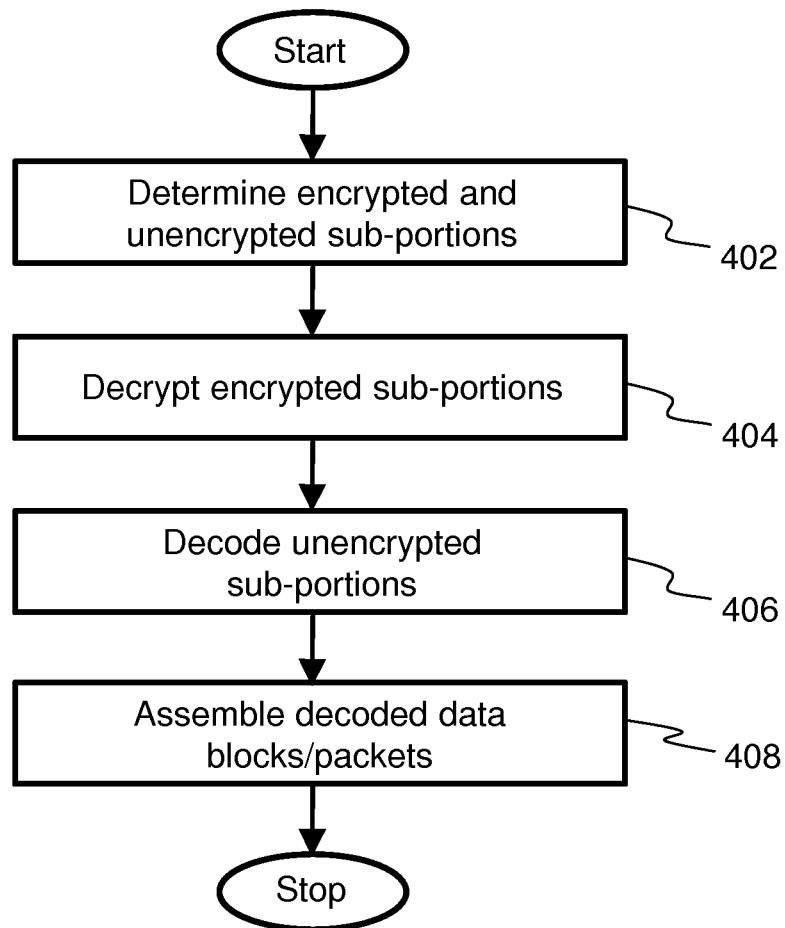 Start
Determine encrypted and
unencrypted sub-portions
402
Decrypt encrypted sub-portions
404
Decode unencrypted
sub-portions
406
Assemble decoded data
blocks/packets
408
Stop